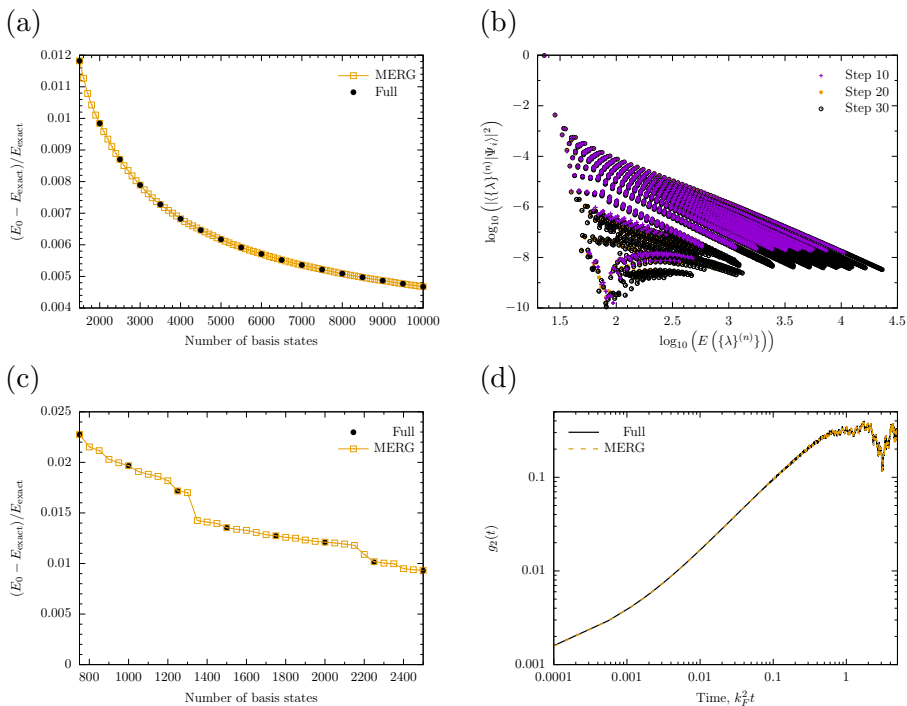 (a)
(E₀ − E_exact)/E_exact
0.012
0.011
0.01
0.009
0.008
0.007
0.006
0.005
0.004
MERG
Full
2000 3000 4000 5000 6000 7000 8000 9000 10000
Number of basis states
(b)
log₁₀(|⟨{λ}⁽ⁿ⁾|Ψᵢ⟩|²)
0
−2
−4
−6
−8
−10
Step 10
Step 20
Step 30
1.5 2 2.5 3 3.5 4 4.5
log₁₀(E({λ}⁽ⁿ⁾))
(c)
(E₀ − E_exact)/E_exact
0.025
0.02
0.015
0.01
0.005
0
Full
MERG
800 1000 1200 1400 1600 1800 2000 2200 2400
Number of basis states
(d)
g₂(t)
0.1
0.01
0.001
Full
MERG
0.0001 0.001 0.01 0.1 1
Time, k_F²t